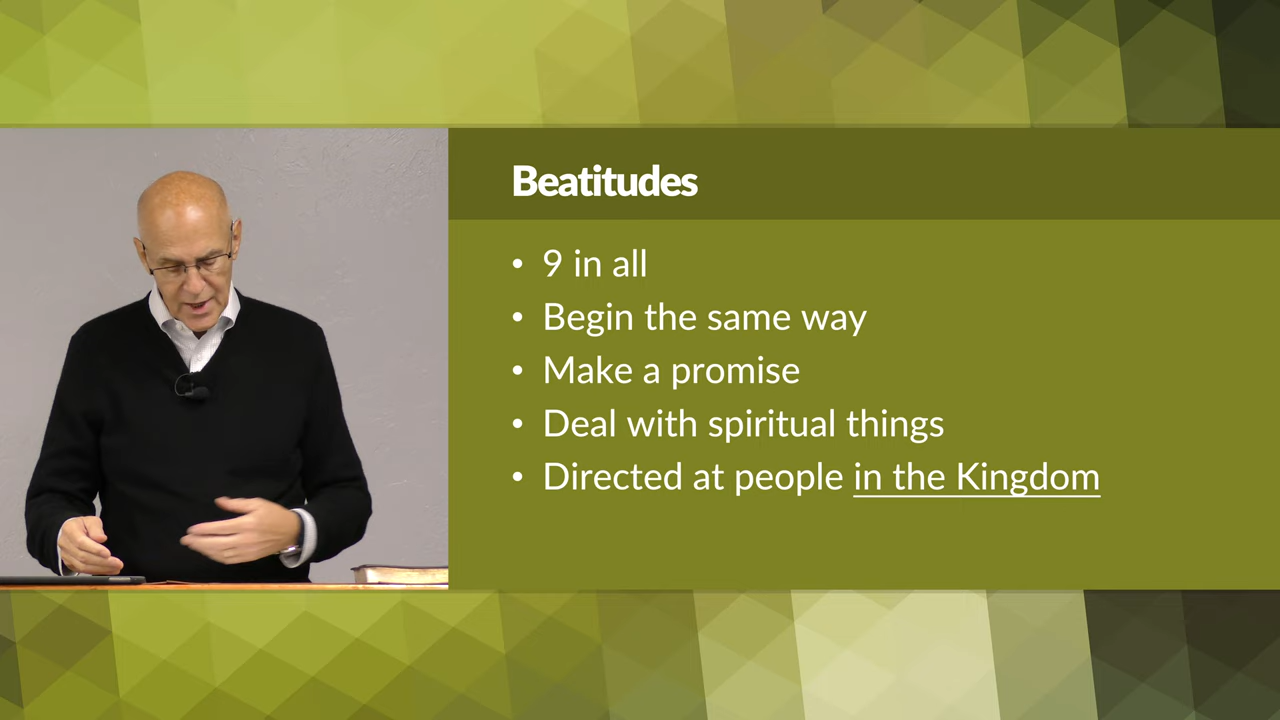 Beatitudes
• 9 in all
• Begin the same way
• Make a promise
• Deal with spiritual things
• Directed at people in the Kingdom